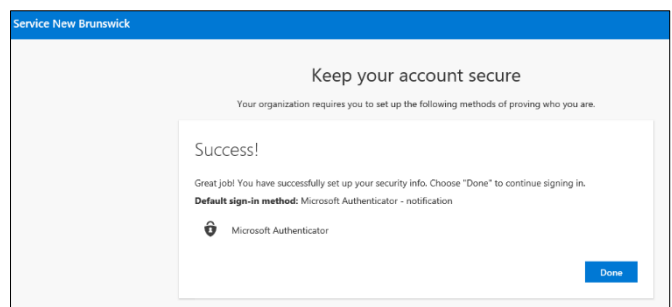 Service New Brunswick
Keep your account secure
Your organization requires you to set up the following methods of proving who you are.
Success!
Great job! You have successfully set up your security info. Choose "Done" to continue signing in.
Default sign-in method: Microsoft Authenticator - notification
Microsoft Authenticator
Done